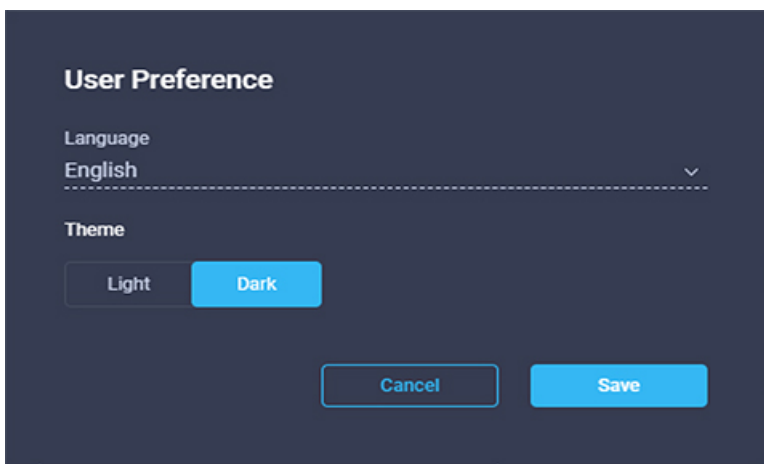 User Preference
Language
English
Theme
Light Dark
Cancel Save